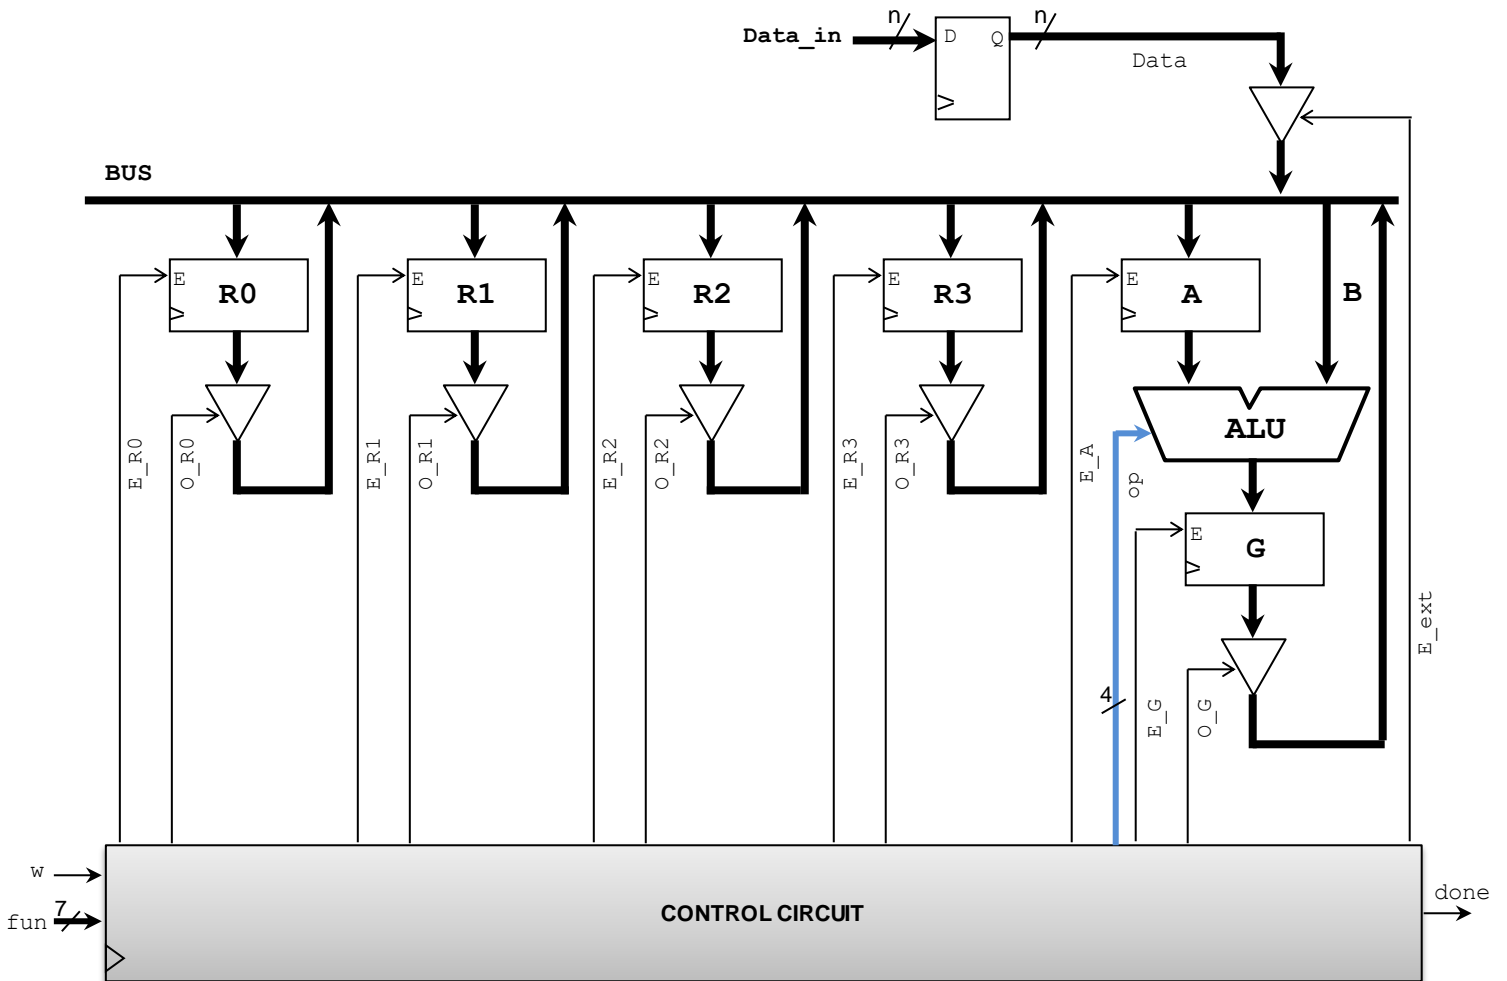 n
n
Data_in
D
Q
Data
BUS
E
R0
E
R1
E
R2
E
R3
E
A
B
ALU
E_R0
O_R0
E_R1
O_R1
E_R2
O_R2
E_R3
O_R3
E_A
op
E
G
E_ext
4
E_G
O_G
w
fun
7
CONTROL CIRCUIT
done